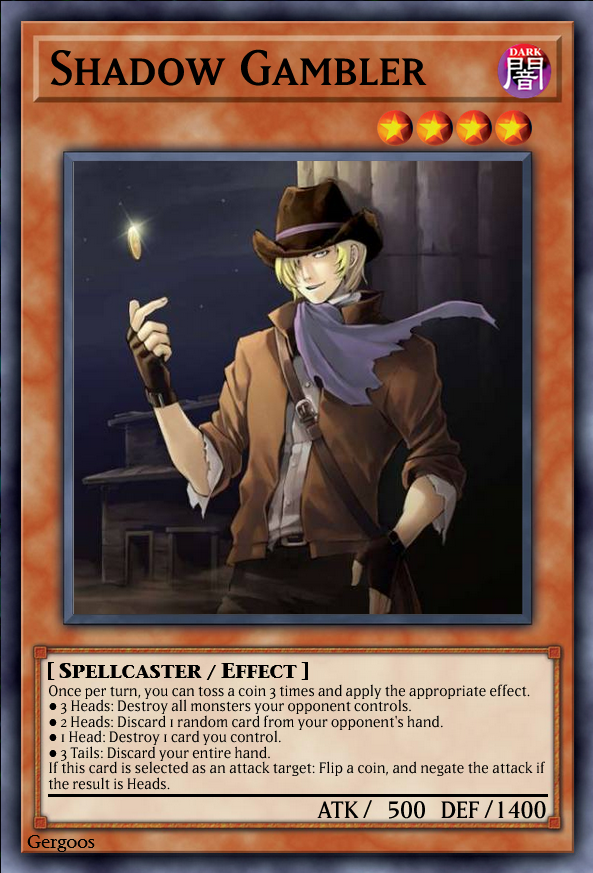 Shadow Gambler
DARK
闇
[ Spellcaster / Effect ]
Once per turn, you can toss a coin 3 times and apply the appropriate effect.
● 3 Heads: Destroy all monsters your opponent controls.
● 2 Heads: Discard 1 random card from your opponent's hand.
● 1 Head: Destroy 1 card you control.
● 3 Tails: Discard your entire hand.
If this card is selected as an attack target: Flip a coin, and negate the attack if
the result is Heads.
ATK / 500 DEF /1400
Gergoos